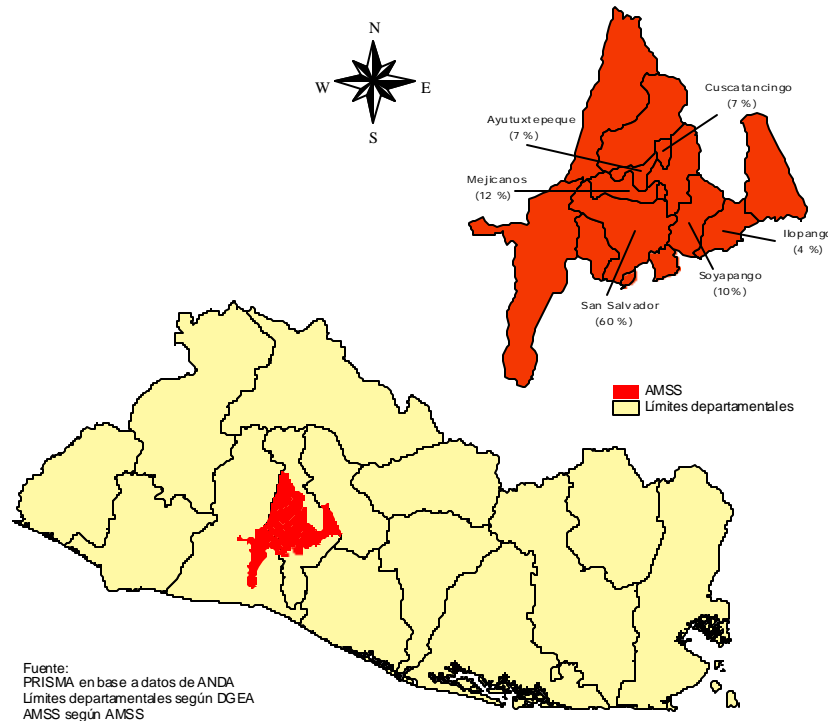 N
W
E
S
Cuscatancingo
(7 %)
Ayutuxtepeque
(7 %)
Mejicanos
(12 %)
Ilopango
(4 %)
Soyapango
(10%)
San Salvador
(60 %)
AMSS
Límites departamentales
Fuente:
PRISMA en base a datos de ANDA
Límites departamentales según DGEA
AMSS según AMSS